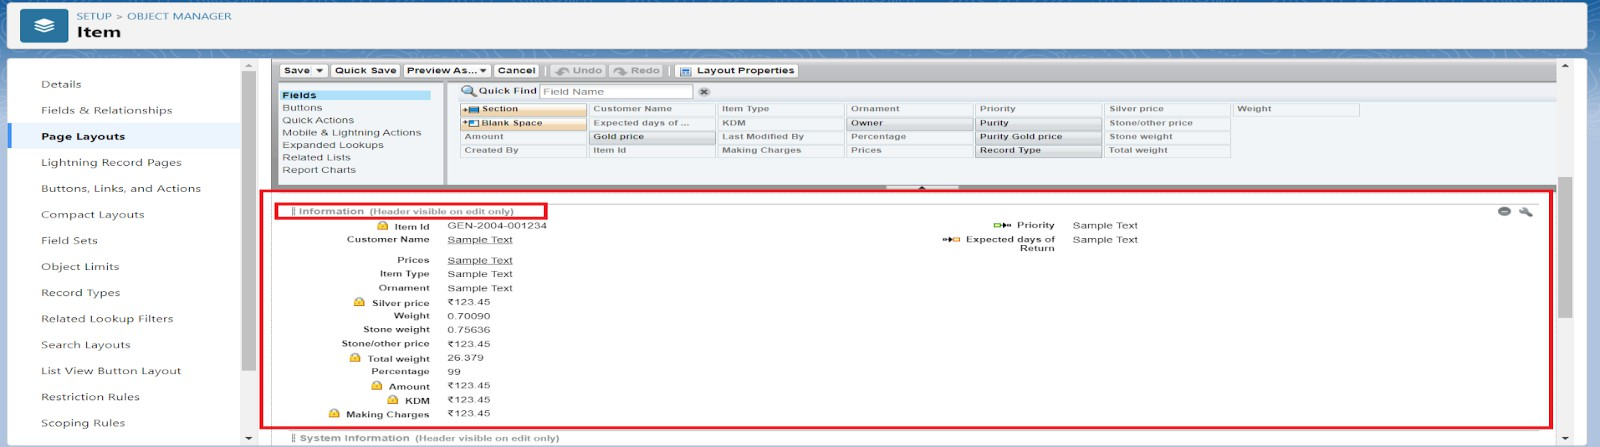 SETUP > OBJECT MANAGER
Item
Details
Fields & Relationships
Page Layouts
Lightning Record Pages
Buttons, Links, and Actions
Compact Layouts
Field Sets
Object Limits
Record Types
Related Lookup Filters
Search Layouts
List View Button Layout
Restriction Rules
Scoping Rules
Save Quick Save Preview As... Cancel Undo Redo Layout Properties
Fields
Buttons
Quick Actions
Mobile & Lightning Actions
Expanded Lookups
Related Lists
Report Charts
Quick Find Field Name
Section Customer Name Item Type Ornament Priority Silver price Weight
Blank Space Expected days of ... KDM Owner Purity Stone/other price
Amount Gold price Last Modified By Percentage Purity Gold price Stone weight
Created By Item Id Making Charges Prices Record Type Total weight
Information (Header visible on edit only)
Item Id GEN-2004-001234 Priority Sample Text
Customer Name Sample Text Expected days of Return Sample Text
Prices Sample Text
Item Type Sample Text
Ornament Sample Text
Silver price ₹123.45
Weight 0.70090
Stone weight 0.75636
Stone/other price ₹123.45
Total weight 26.379
Percentage 99
Amount ₹123.45
KDM ₹123.45
Making Charges ₹123.45
System Information (Header visible on edit only)